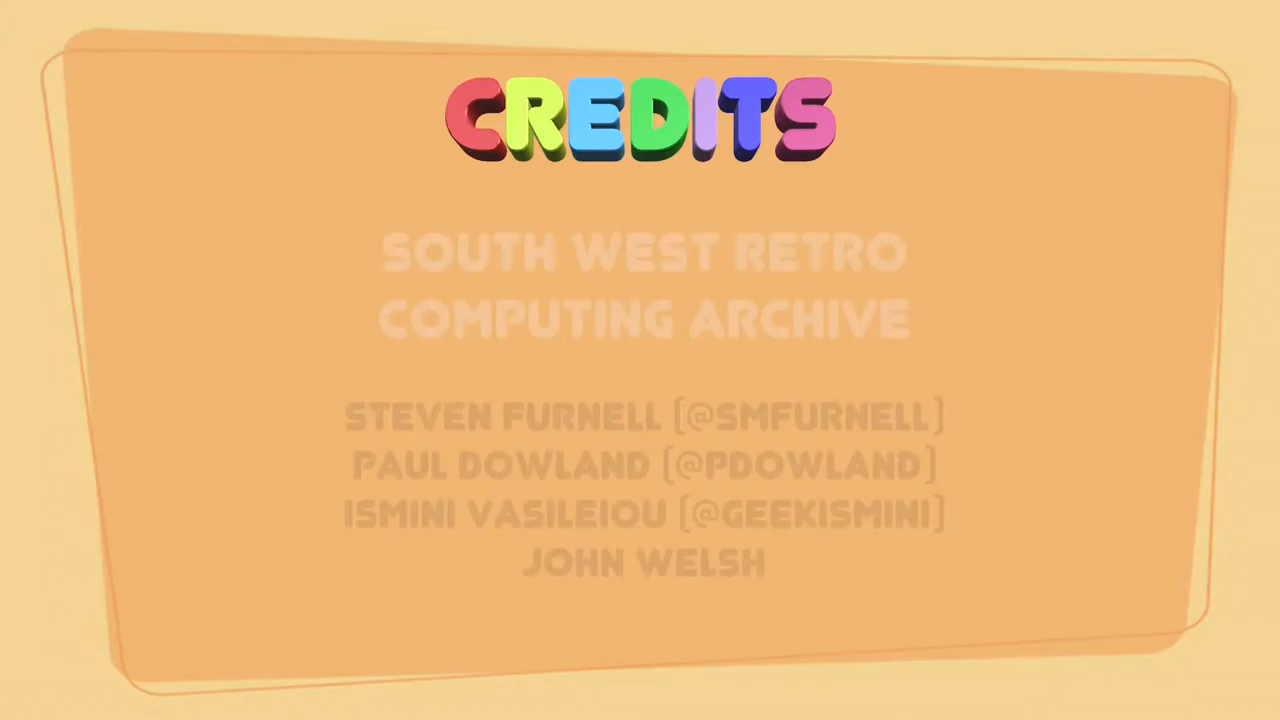 CREDITS
SOUTH WEST RETRO
COMPUTING ARCHIVE
STEVEN FURNELL (@SMFURNELL)
PAUL DOWLAND (@PDOWLAND)
ISMINI VASILEIOU (@GEEKISMINI)
JOHN WELSH